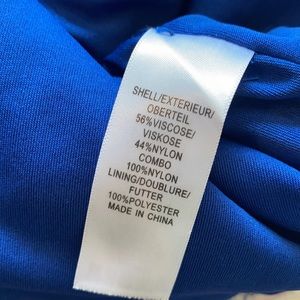 SHELL/EXTERIEUR/
OBERTEIL
56%VISCOSE/
VISKOSE
44%NYLON
COMBO
100%NYLON
LINING/DOUBLURE/
FUTTER
100%POLYESTER
MADE IN CHINA